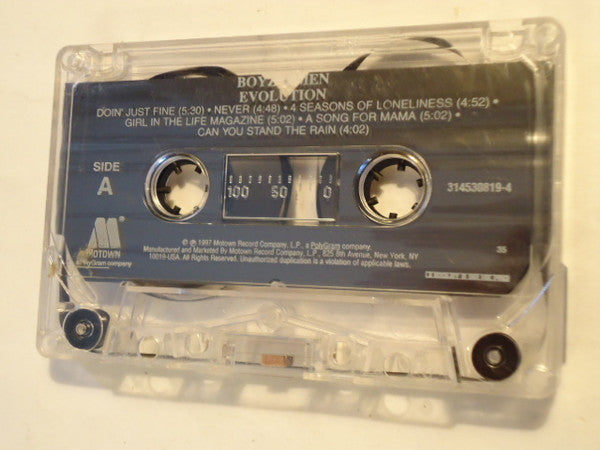 BOYZ II MEN
EVOLUTION
DOIN' JUST FINE (5:30) • NEVER (4:48) • 4 SEASONS OF LONELINESS (4:52) •
GIRL IN THE LIFE MAGAZINE (5:02) • A SONG FOR MAMA (5:02) •
CAN YOU STAND THE RAIN (4:02)
SIDE
A
100 50 0
314530819-4
MOTOWN
a PolyGram company
© ℗ 1997 Motown Record Company, L.P., a PolyGram company.
Manufactured and Marketed By Motown Record Company, L.P., 825 8th Avenue, New York, NY
10019-USA. All Rights Reserved. Unauthorized duplication is a violation of applicable laws.
35